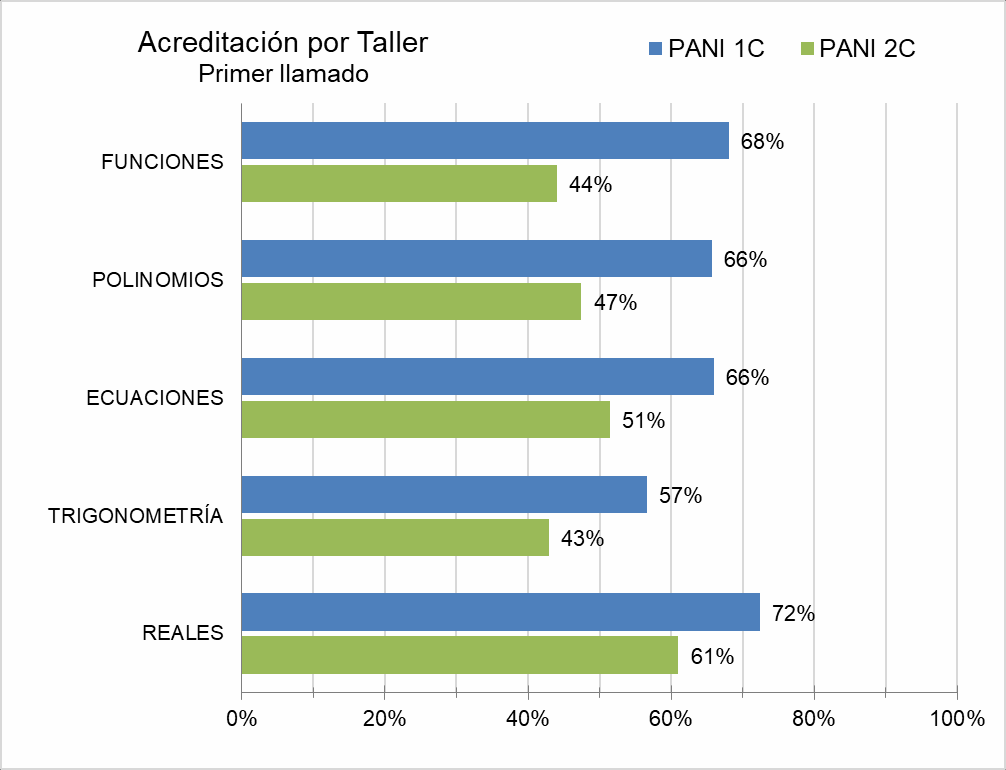 Acreditación por Taller
Primer llamado
PANI 1C
PANI 2C
FUNCIONES
68%
44%
POLINOMIOS
66%
47%
ECUACIONES
66%
51%
TRIGONOMETRÍA
57%
43%
REALES
72%
61%
0% 20% 40% 60% 80% 100%